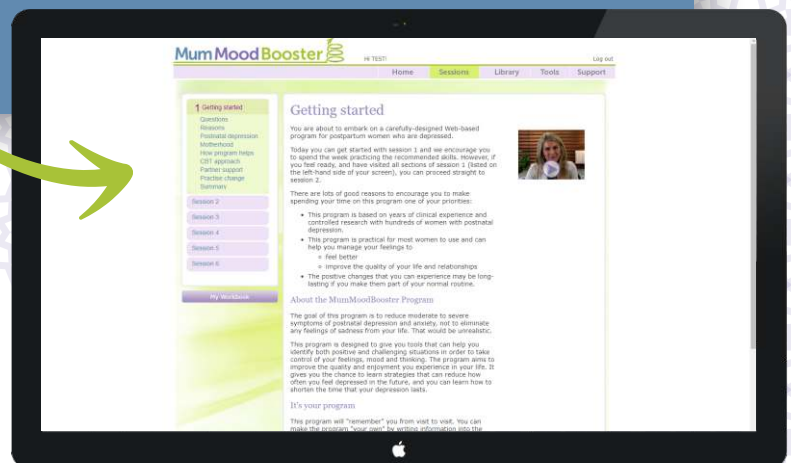 MumMoodBooster
HI TEST!
Log out
Home Sessions Library Tools Support
1 Getting started
Questions
Reasons
Postnatal depression
Motherhood
How program helps
CBT approach
Partner support
Practise change
Summary
Session 2
Session 3
Session 4
Session 5
Session 6
My Workbook
Getting started
You are about to embark on a carefully-designed Web-based
program for postpartum women who are depressed.
Today you can get started with session 1 and we encourage you
to spend the week practicing the recommended skills. However, if
you feel ready, and have visited all sections of session 1 (listed on
the left-hand side of your screen), you can proceed straight to
session 2.
There are lots of good reasons to encourage you to make
spending your time on this program one of your priorities:
• This program is based on years of clinical experience and
controlled research with hundreds of women with postnatal
depression.
• This program is practical for most women to use and can
help you manage your feelings to
feel better
improve the quality of your life and relationships
• The positive changes that you can experience may be long-
lasting if you make them part of your normal routine.
About the MumMoodBooster Program
The goal of this program is to reduce moderate to severe
symptoms of postnatal depression and anxiety, not to eliminate
any feelings of sadness from your life. That would be unrealistic.
This program is designed to give you tools that can help you
identify both positive and challenging situations in order to take
control of your feelings, mood and thinking. The program aims to
improve the quality and enjoyment you experience in your life. It
gives you the chance to learn strategies that can reduce how
often you feel depressed in the future, and you can learn how to
shorten the time that your depression lasts.
It's your program
This program will "remember" you from visit to visit. You can
make the program "your own" by writing information into the